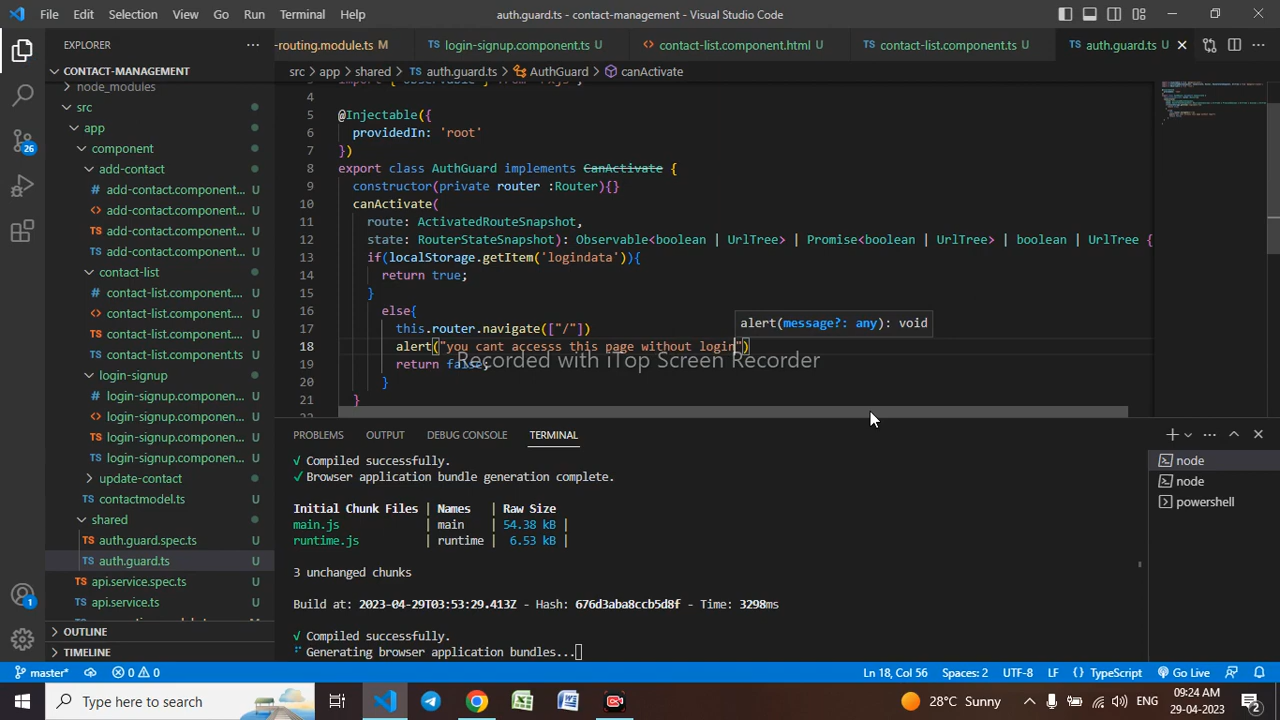 File Edit Selection View Go Run Terminal Help
auth.guard.ts - contact-management - Visual Studio Code
EXPLORER
-routing.module.ts M
login-signup.component.ts U
contact-list.component.html U
contact-list.component.ts U
auth.guard.ts U
src > app > shared > auth.guard.ts > AuthGuard > canActivate
CONTACT-MANAGEMENT
node_modules
src
app
component
add-contact
add-contact.component... U
add-contact.component... U
add-contact.component... U
add-contact.component... U
contact-list
contact-list.component.... U
contact-list.component.... U
contact-list.component.... U
contact-list.component.ts U
login-signup
login-signup.componen... U
login-signup.componen... U
login-signup.componen... U
login-signup.componen... U
update-contact
contactmodel.ts U
shared
auth.guard.spec.ts U
auth.guard.ts U
api.service.spec.ts U
api.service.ts U
OUTLINE
TIMELINE
26
1
4
5 @Injectable({
6 providedIn: 'root'
7 })
8 export class AuthGuard implements CanActivate {
9 constructor(private router :Router){}
10 canActivate(
11 route: ActivatedRouteSnapshot,
12 state: RouterStateSnapshot): Observable<boolean | UrlTree> | Promise<boolean | UrlTree> | boolean | UrlTree {
13 if(localStorage.getItem('logindata')){
14 return true;
15 }
16 else{
17 this.router.navigate(["/"])
alert(message?: any): void
18 alert("you cant accesss this page without login")
Recorded with iTop Screen Recorder
19 return false;
20 }
21 }
PROBLEMS OUTPUT DEBUG CONSOLE TERMINAL
√ Compiled successfully.
√ Browser application bundle generation complete.
Initial Chunk Files | Names | Raw Size
main.js | main | 54.38 kB |
runtime.js | runtime | 6.53 kB |
3 unchanged chunks
Build at: 2023-04-29T03:53:29.413Z - Hash: 676d3aba8ccb5d8f - Time: 3298ms
√ Compiled successfully.
Generating browser application bundles...
node
node
powershell
master* 0 0
Ln 18, Col 56 Spaces: 2 UTF-8 LF {} TypeScript Go Live
Type here to search
28°C Sunny ENG
09:24 AM
29-04-2023
2